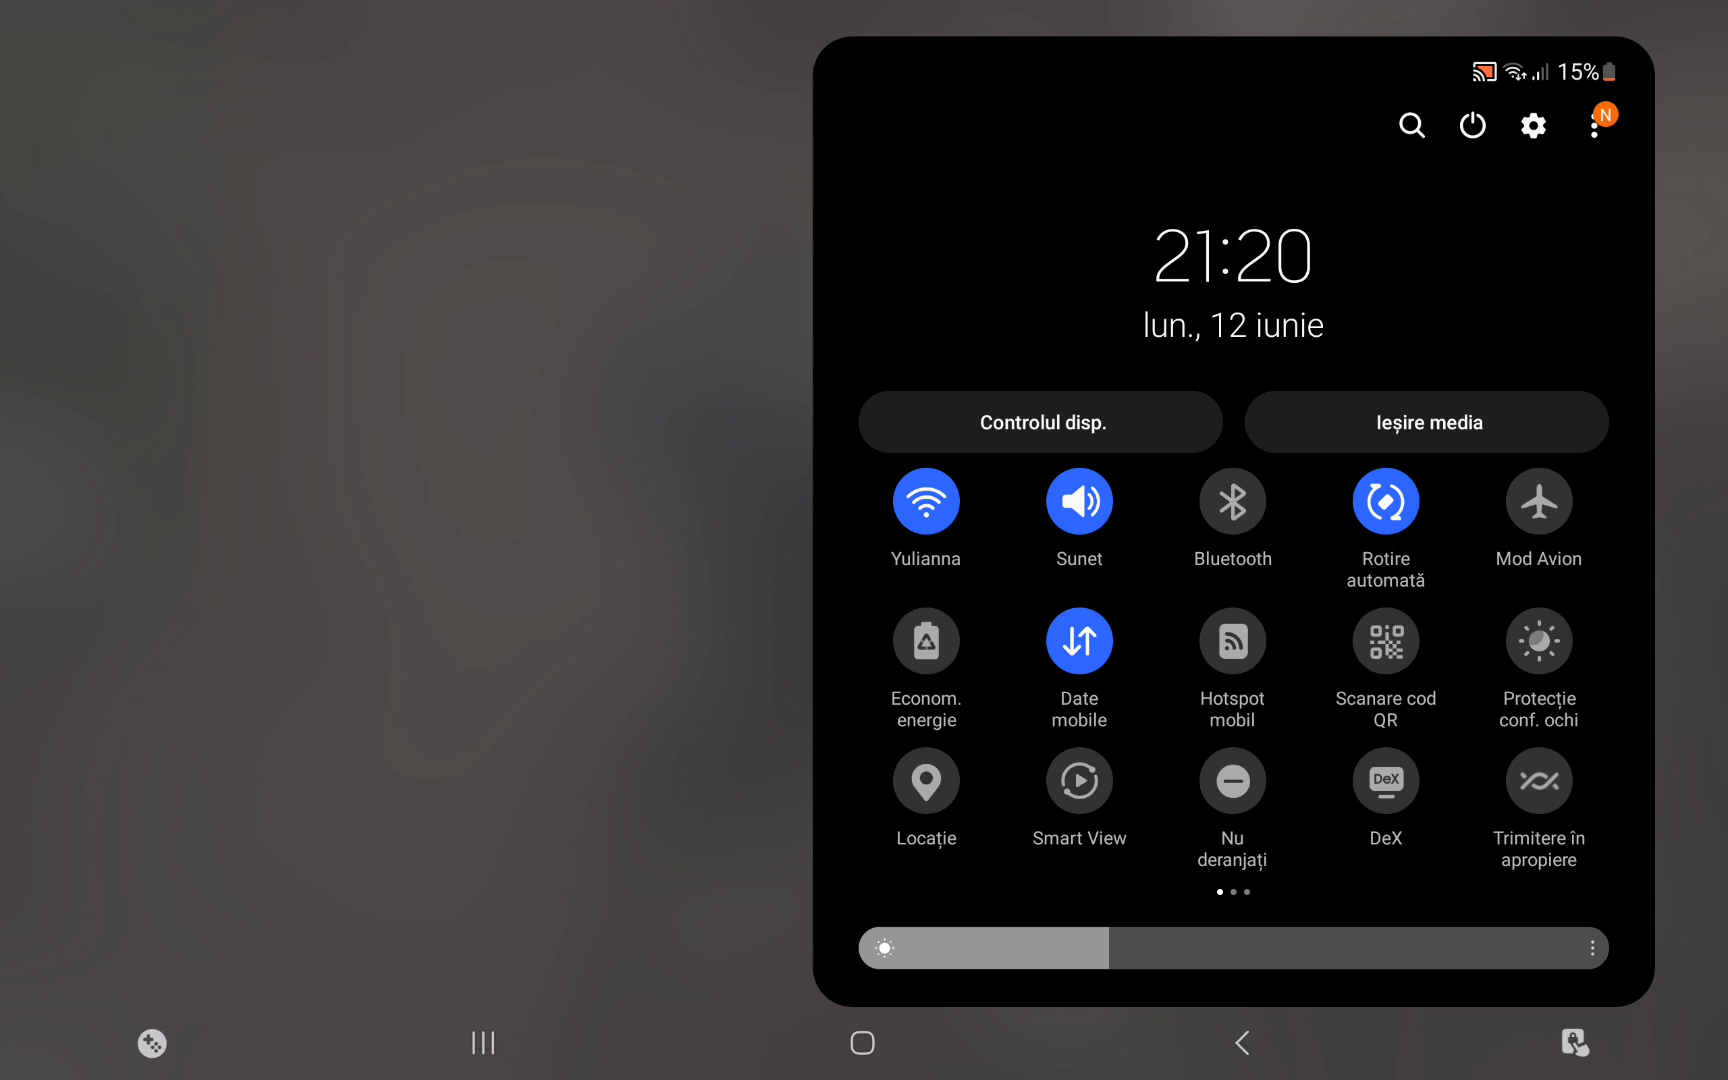 15%
N
21:20
lun., 12 iunie
Controlul disp.
Ieșire media
Yulianna
Sunet
Bluetooth
Rotire
automată
Mod Avion
Econom.
energie
Date
mobile
Hotspot
mobil
Scanare cod
QR
Protecție
conf. ochi
Locație
Smart View
Nu
deranjați
DeX
DeX
Trimitere în
apropiere